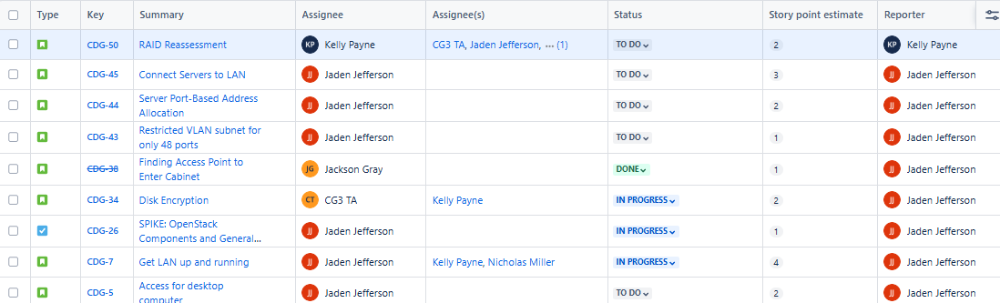 Type Key Summary Assignee Assignee(s) Status Story point estimate Reporter
CDG-50 RAID Reassessment KP Kelly Payne CG3 TA, Jaden Jefferson, ... (1) TO DO 2 KP Kelly Payne
CDG-45 Connect Servers to LAN JJ Jaden Jefferson TO DO 3 JJ Jaden Jefferson
CDG-44 Server Port-Based Address Allocation JJ Jaden Jefferson TO DO 2 JJ Jaden Jefferson
CDG-43 Restricted VLAN subnet for only 48 ports JJ Jaden Jefferson TO DO 1 JJ Jaden Jefferson
CDG-38 Finding Access Point to Enter Cabinet JG Jackson Gray DONE 1 JJ Jaden Jefferson
CDG-34 Disk Encryption CT CG3 TA Kelly Payne IN PROGRESS 2 JJ Jaden Jefferson
CDG-26 SPIKE: OpenStack Components and General... JJ Jaden Jefferson IN PROGRESS 1 JJ Jaden Jefferson
CDG-7 Get LAN up and running JJ Jaden Jefferson Kelly Payne, Nicholas Miller IN PROGRESS 4 JJ Jaden Jefferson
CDG-5 Access for desktop computer JJ Jaden Jefferson TO DO 2 JJ Jaden Jefferson